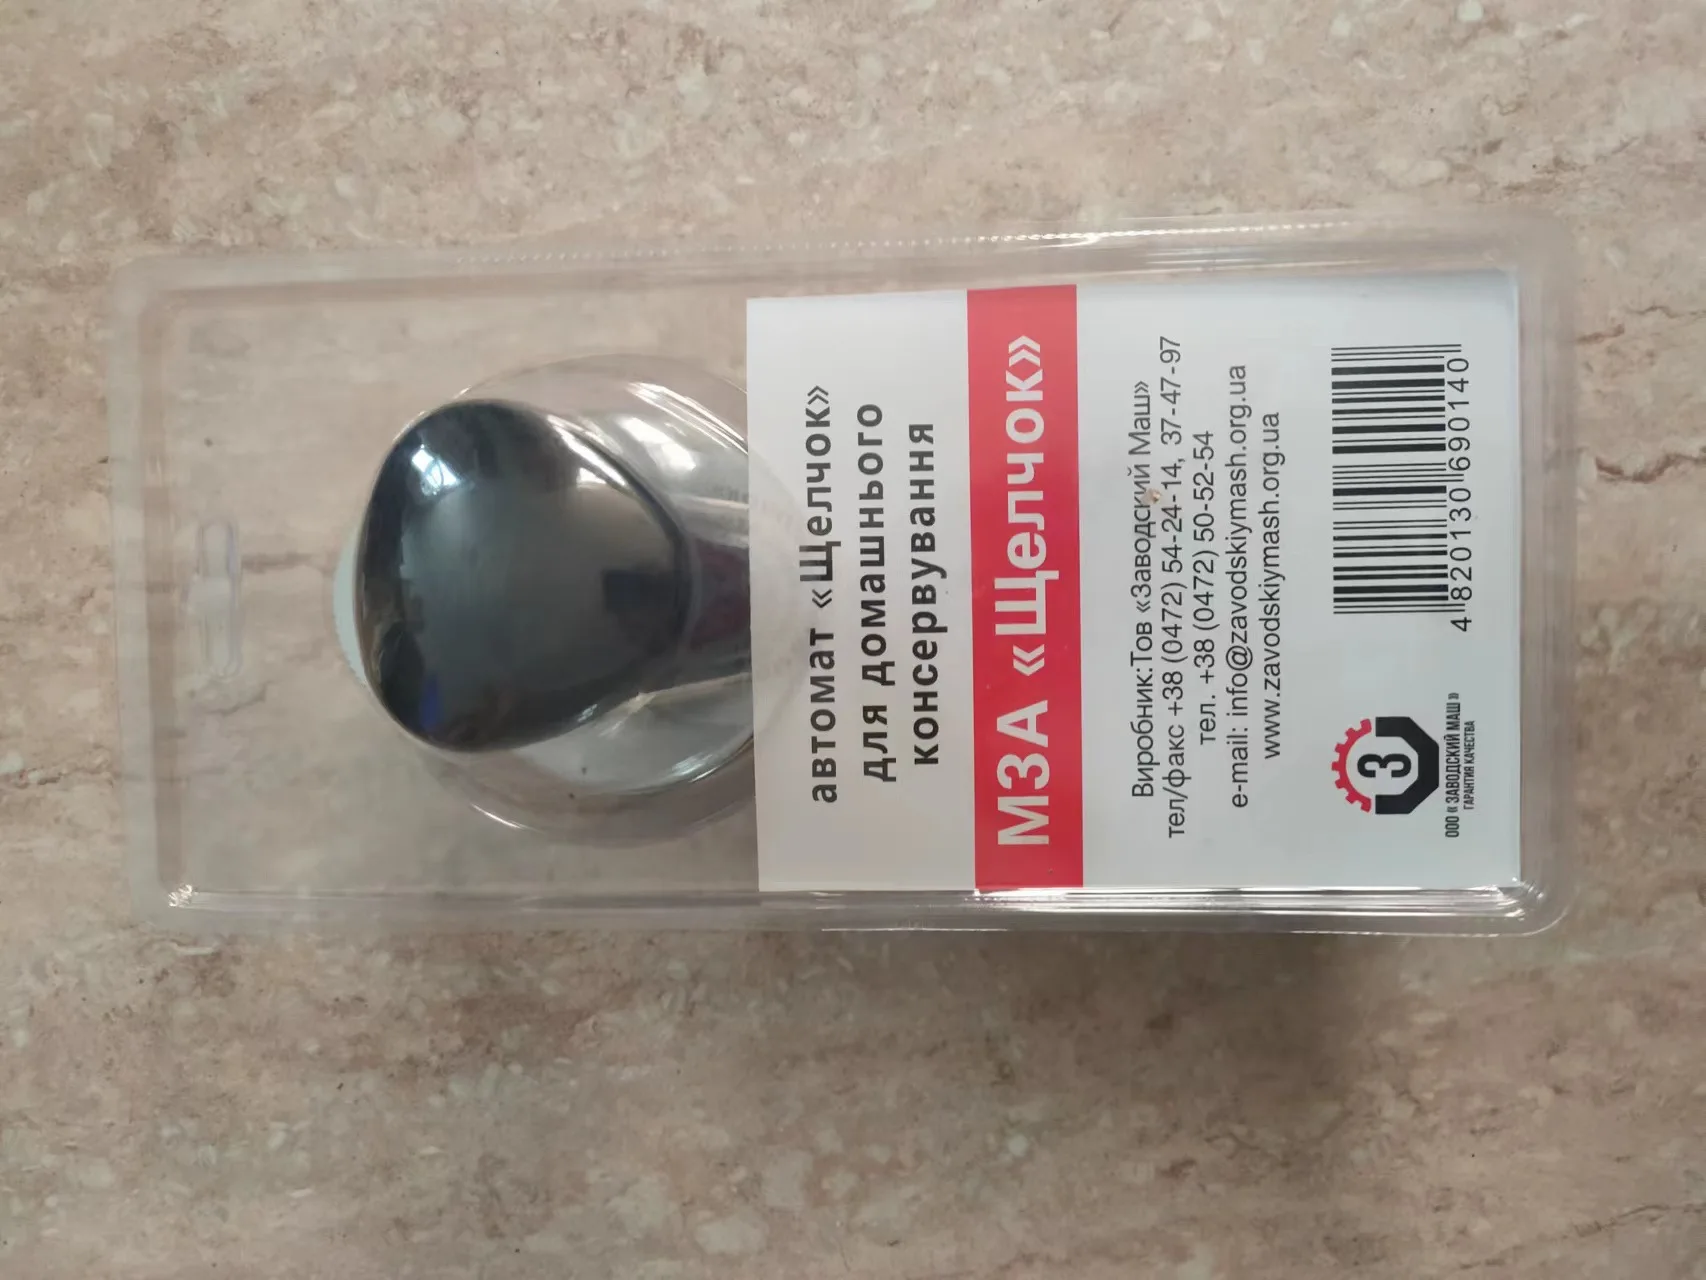 автомат «Щелчок»
для домашнього
консервування
МЗА «Щелчок»
Виробник:Тов «Заводский Маш»
тел/факс +38 (0472) 54-24-14, 37-47-97
тел. +38 (0472) 50-52-54
e-mail: info@zavodskiymash.org.ua
www.zavodskiymash.org.ua
З
ООО « ЗАВОДСКИЙ МАШ »
ГАРАНТИЯ КАЧЕСТВА
4 820130 690140